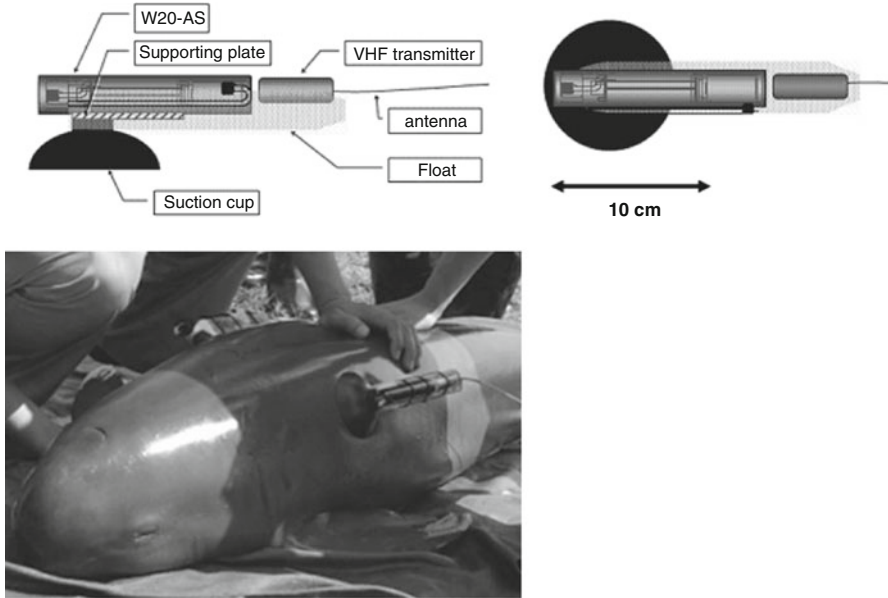 W20-AS
Supporting plate
VHF transmitter
antenna
Float
Suction cup
10 cm